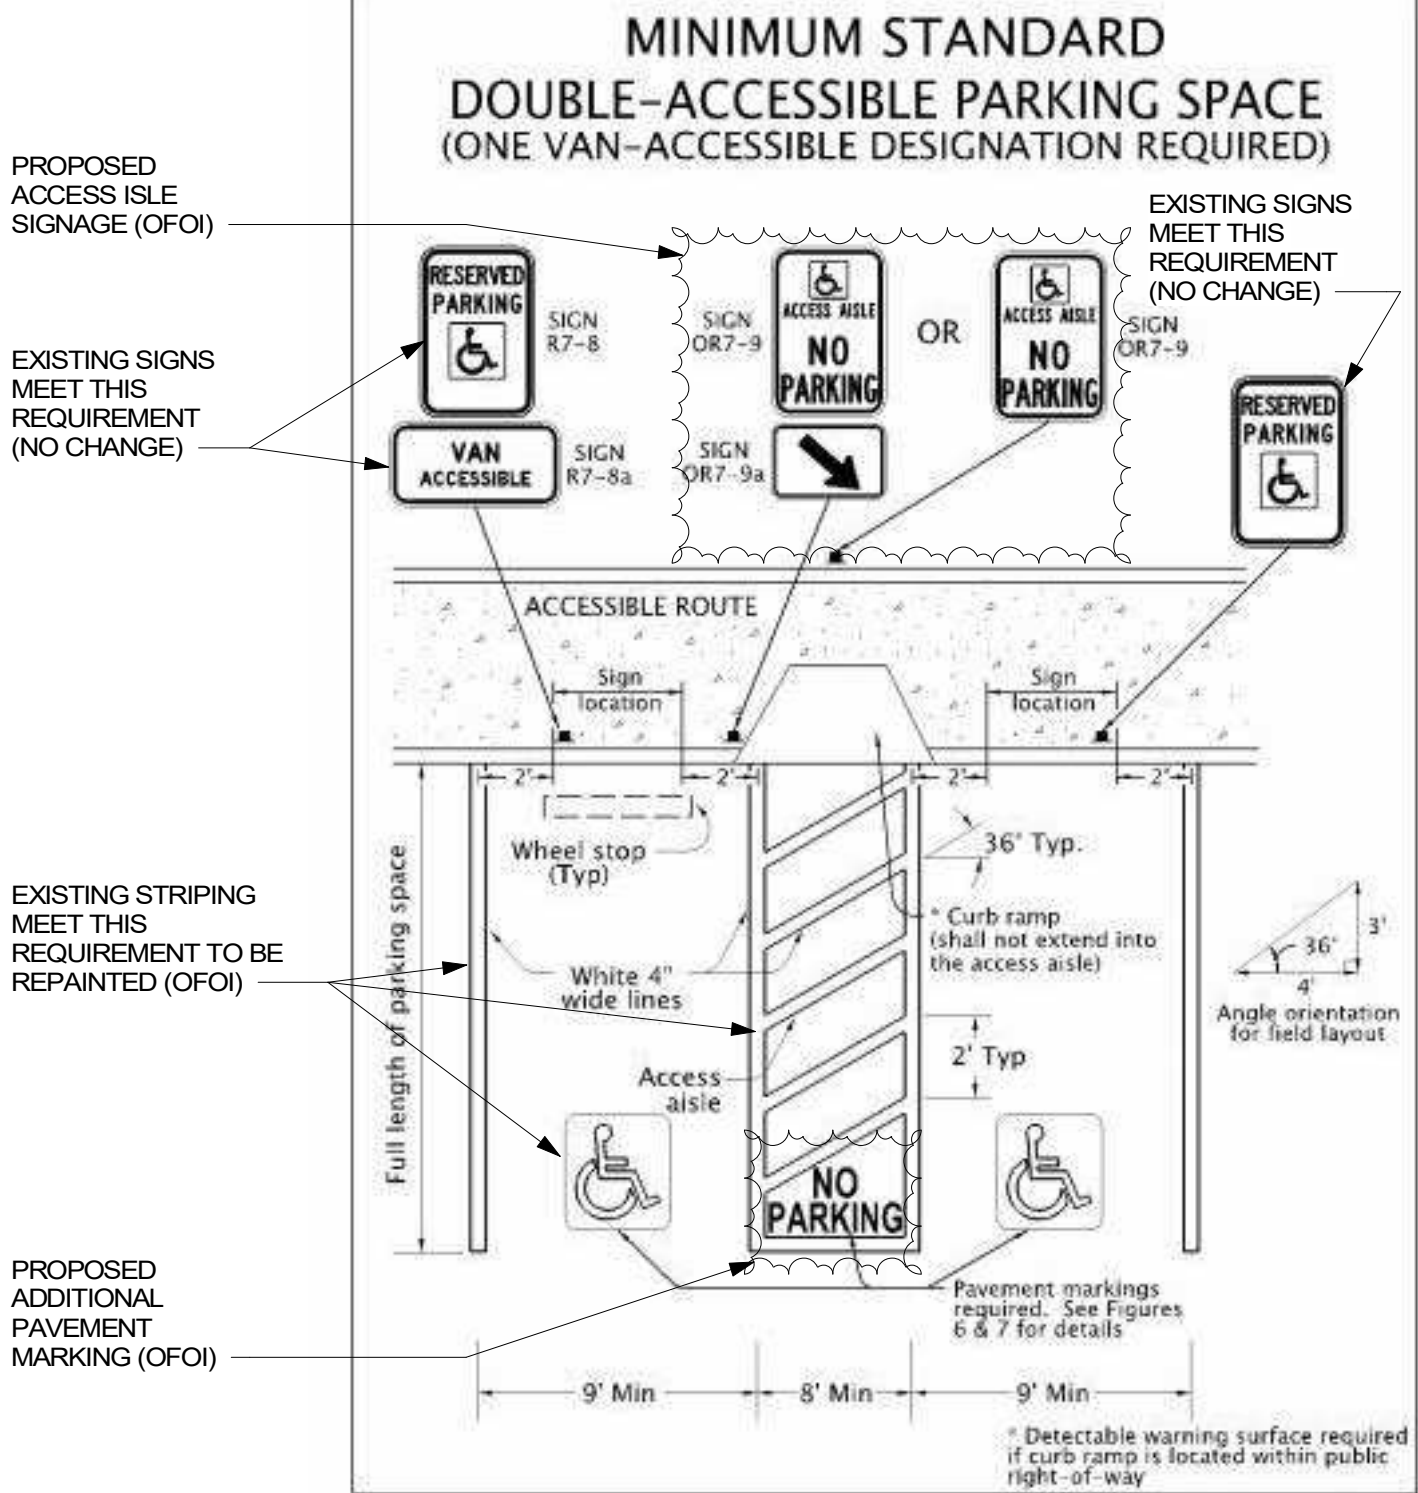 MINIMUM STANDARD
DOUBLE-ACCESSIBLE PARKING SPACE
(ONE VAN-ACCESSIBLE DESIGNATION REQUIRED)
PROPOSED
ACCESS ISLE
SIGNAGE (OFOI)
EXISTING SIGNS
MEET THIS
REQUIREMENT
(NO CHANGE)
RESERVED
PARKING
SIGN
R7-8
VAN
ACCESSIBLE
SIGN
R7-8a
SIGN
OR7-9
ACCESS AISLE
NO
PARKING
SIGN
OR7-9a
OR
ACCESS AISLE
NO
PARKING
SIGN
OR7-9
EXISTING SIGNS
MEET THIS
REQUIREMENT
(NO CHANGE)
RESERVED
PARKING
ACCESSIBLE ROUTE
Sign
location
Sign
location
2'
2'
2'
2'
Wheel stop
(Typ)
36° Typ.
* Curb ramp
(shall not extend into
the access aisle)
36°
3'
4'
Angle orientation
for field layout
EXISTING STRIPING
MEET THIS
REQUIREMENT TO BE
REPAINTED (OFOI)
Full length of parking space
White 4"
wide lines
2' Typ
Access
aisle
NO
PARKING
PROPOSED
ADDITIONAL
PAVEMENT
MARKING (OFOI)
Pavement markings
required. See Figures
6 & 7 for details
9' Min
8' Min
9' Min
* Detectable warning surface required
if curb ramp is located within public
right-of-way